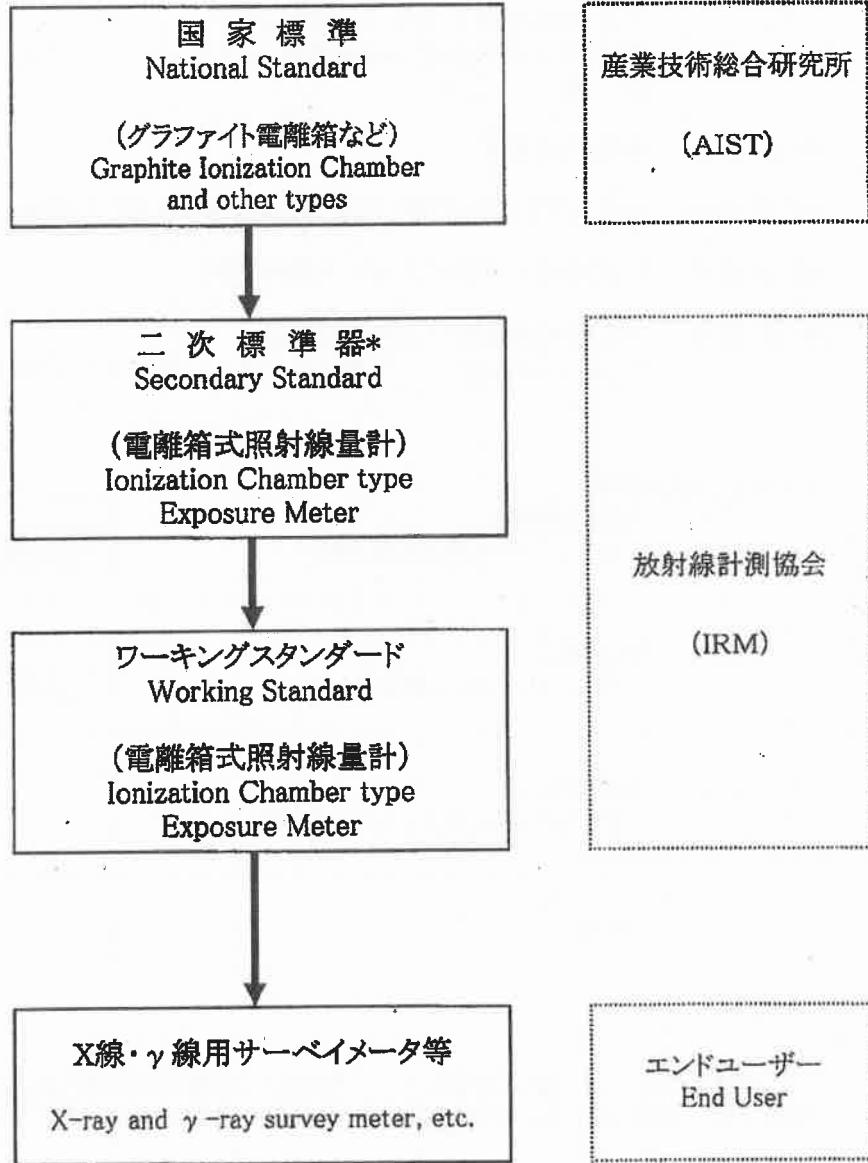 国 家 標 準
National Standard
(グラファイト電離箱など)
Graphite Ionization Chamber
and other types
産業技術総合研究所
(AIST)
二 次 標 準 器*
Secondary Standard
(電離箱式照射線量計)
Ionization Chamber type
Exposure Meter
ワーキングスタンダード
Working Standard
(電離箱式照射線量計)
Ionization Chamber type
Exposure Meter
放射線計測協会
(IRM)
X線・γ線用サーベイメータ等
X-ray and γ-ray survey meter, etc.
エンドユーザー
End User